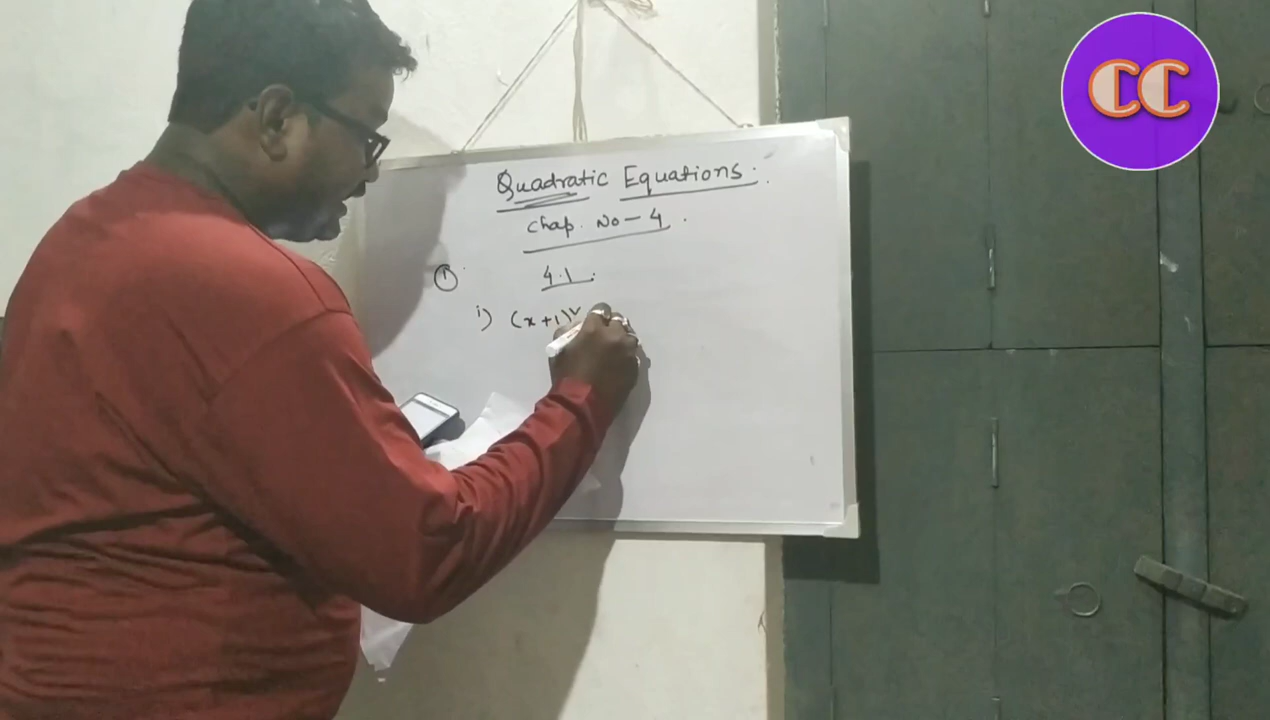 CC
Quadratic Equations.
Chap. No - 4.
① 4.1.
i) (x+1)²